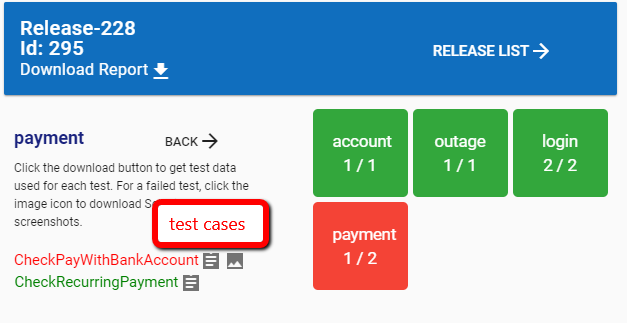 Release-228
Id: 295
Download Report
RELEASE LIST
payment
BACK
Click the download button to get test data
used for each test. For a failed test, click the
image icon to download S
screenshots.
test cases
CheckPayWithBankAccount
CheckRecurringPayment
account
1 / 1
outage
1 / 1
login
2 / 2
payment
1 / 2